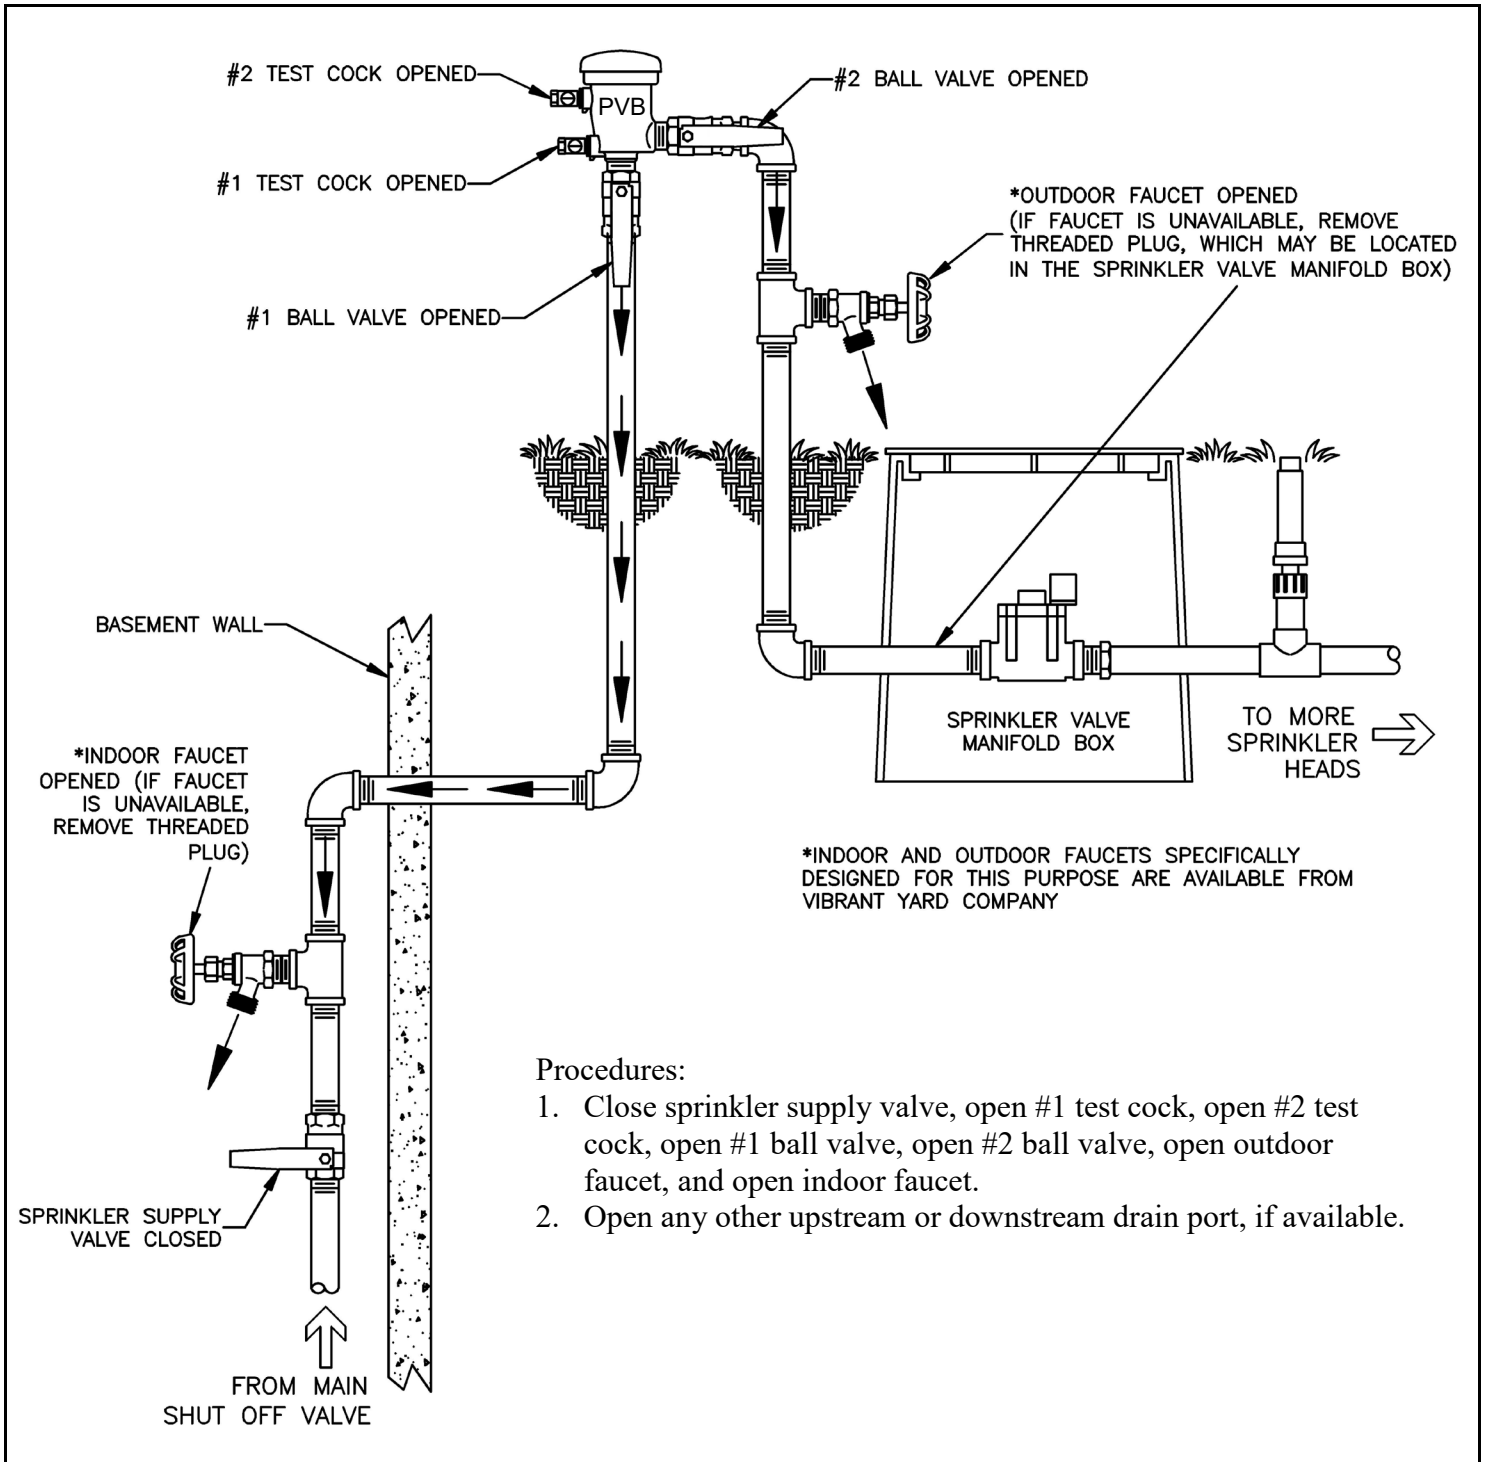 #2 TEST COCK OPENED
PVB
#2 BALL VALVE OPENED
#1 TEST COCK OPENED
*OUTDOOR FAUCET OPENED
(IF FAUCET IS UNAVAILABLE, REMOVE
THREADED PLUG, WHICH MAY BE LOCATED
IN THE SPRINKLER VALVE MANIFOLD BOX)
#1 BALL VALVE OPENED
BASEMENT WALL
SPRINKLER VALVE
MANIFOLD BOX
TO MORE
SPRINKLER
HEADS
*INDOOR FAUCET
OPENED (IF FAUCET
IS UNAVAILABLE,
REMOVE THREADED
PLUG)
*INDOOR AND OUTDOOR FAUCETS SPECIFICALLY
DESIGNED FOR THIS PURPOSE ARE AVAILABLE FROM
VIBRANT YARD COMPANY
Procedures:
1. Close sprinkler supply valve, open #1 test cock, open #2 test
cock, open #1 ball valve, open #2 ball valve, open outdoor
faucet, and open indoor faucet.
2. Open any other upstream or downstream drain port, if available.
SPRINKLER SUPPLY
VALVE CLOSED
FROM MAIN
SHUT OFF VALVE